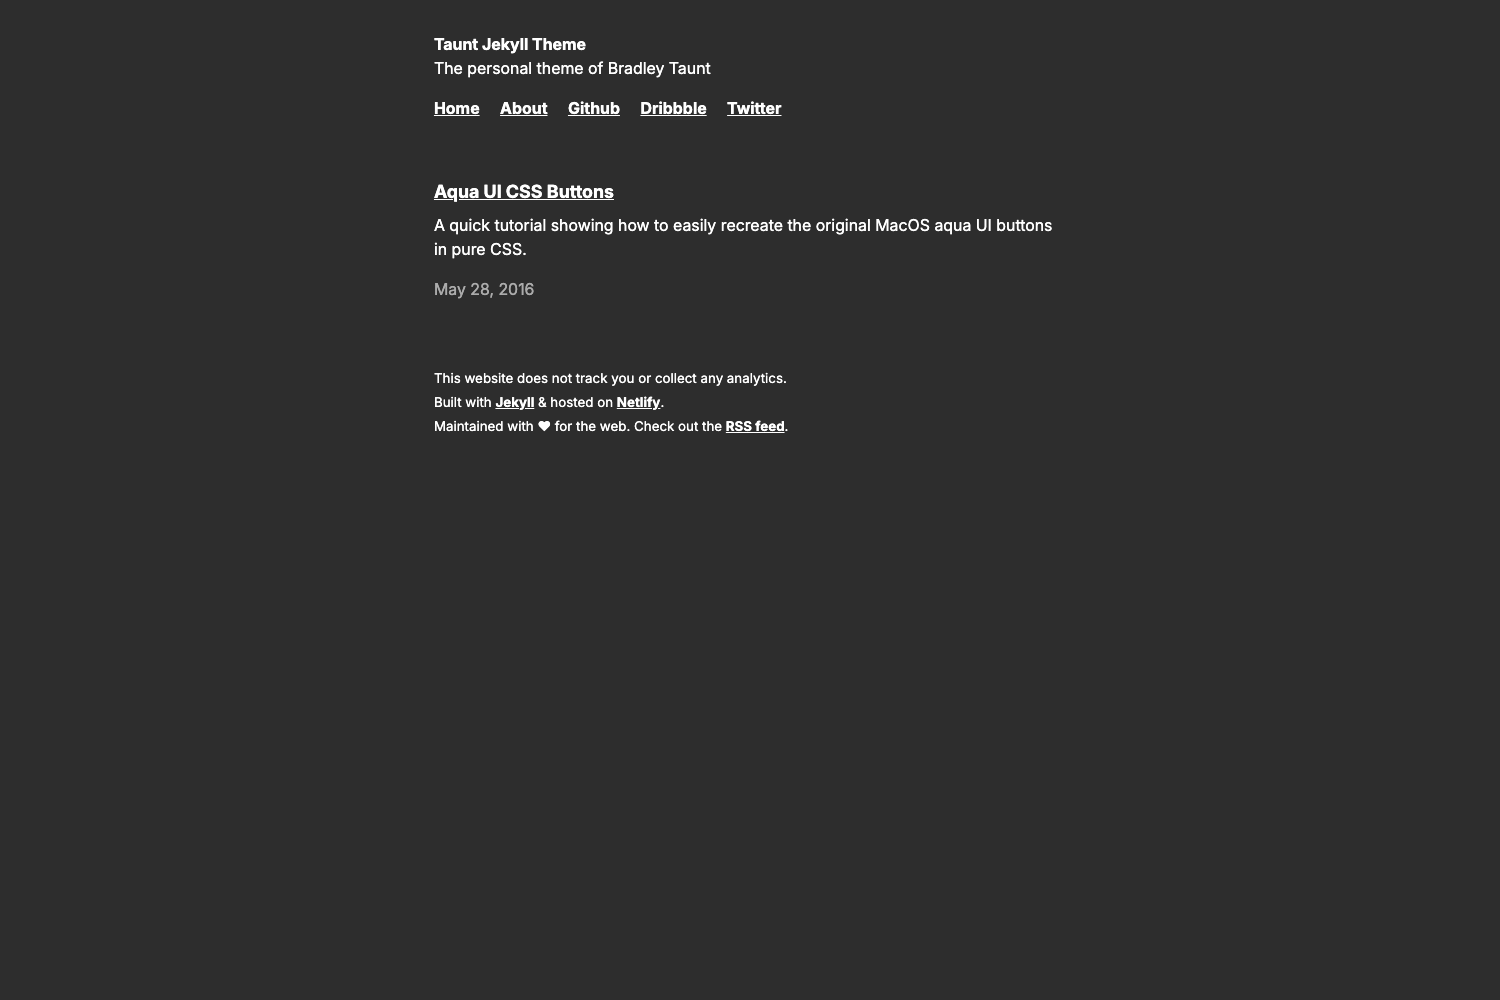 Taunt Jekyll Theme
The personal theme of Bradley Taunt
Home About Github Dribbble Twitter
Aqua UI CSS Buttons
A quick tutorial showing how to easily recreate the original MacOS aqua UI buttons
in pure CSS.
May 28, 2016
This website does not track you or collect any analytics.
Built with Jekyll & hosted on Netlify.
Maintained with ♥ for the web. Check out the RSS feed.